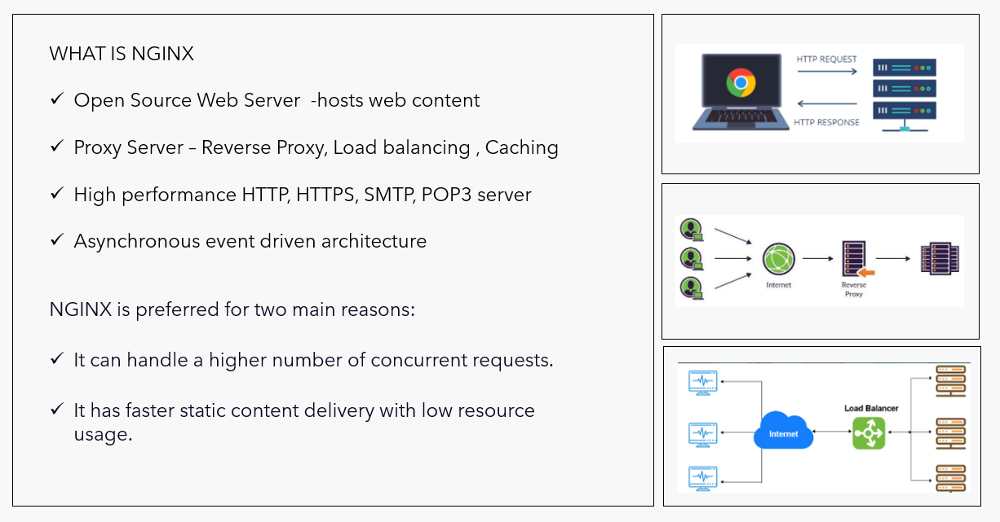 WHAT IS NGINX
Open Source Web Server -hosts web content
Proxy Server – Reverse Proxy, Load balancing , Caching
High performance HTTP, HTTPS, SMTP, POP3 server
Asynchronous event driven architecture
NGINX is preferred for two main reasons:
It can handle a higher number of concurrent requests.
It has faster static content delivery with low resource
usage.
HTTP REQUEST
HTTP RESPONSE
Internet
Reverse
Proxy
Load Balancer
Internet